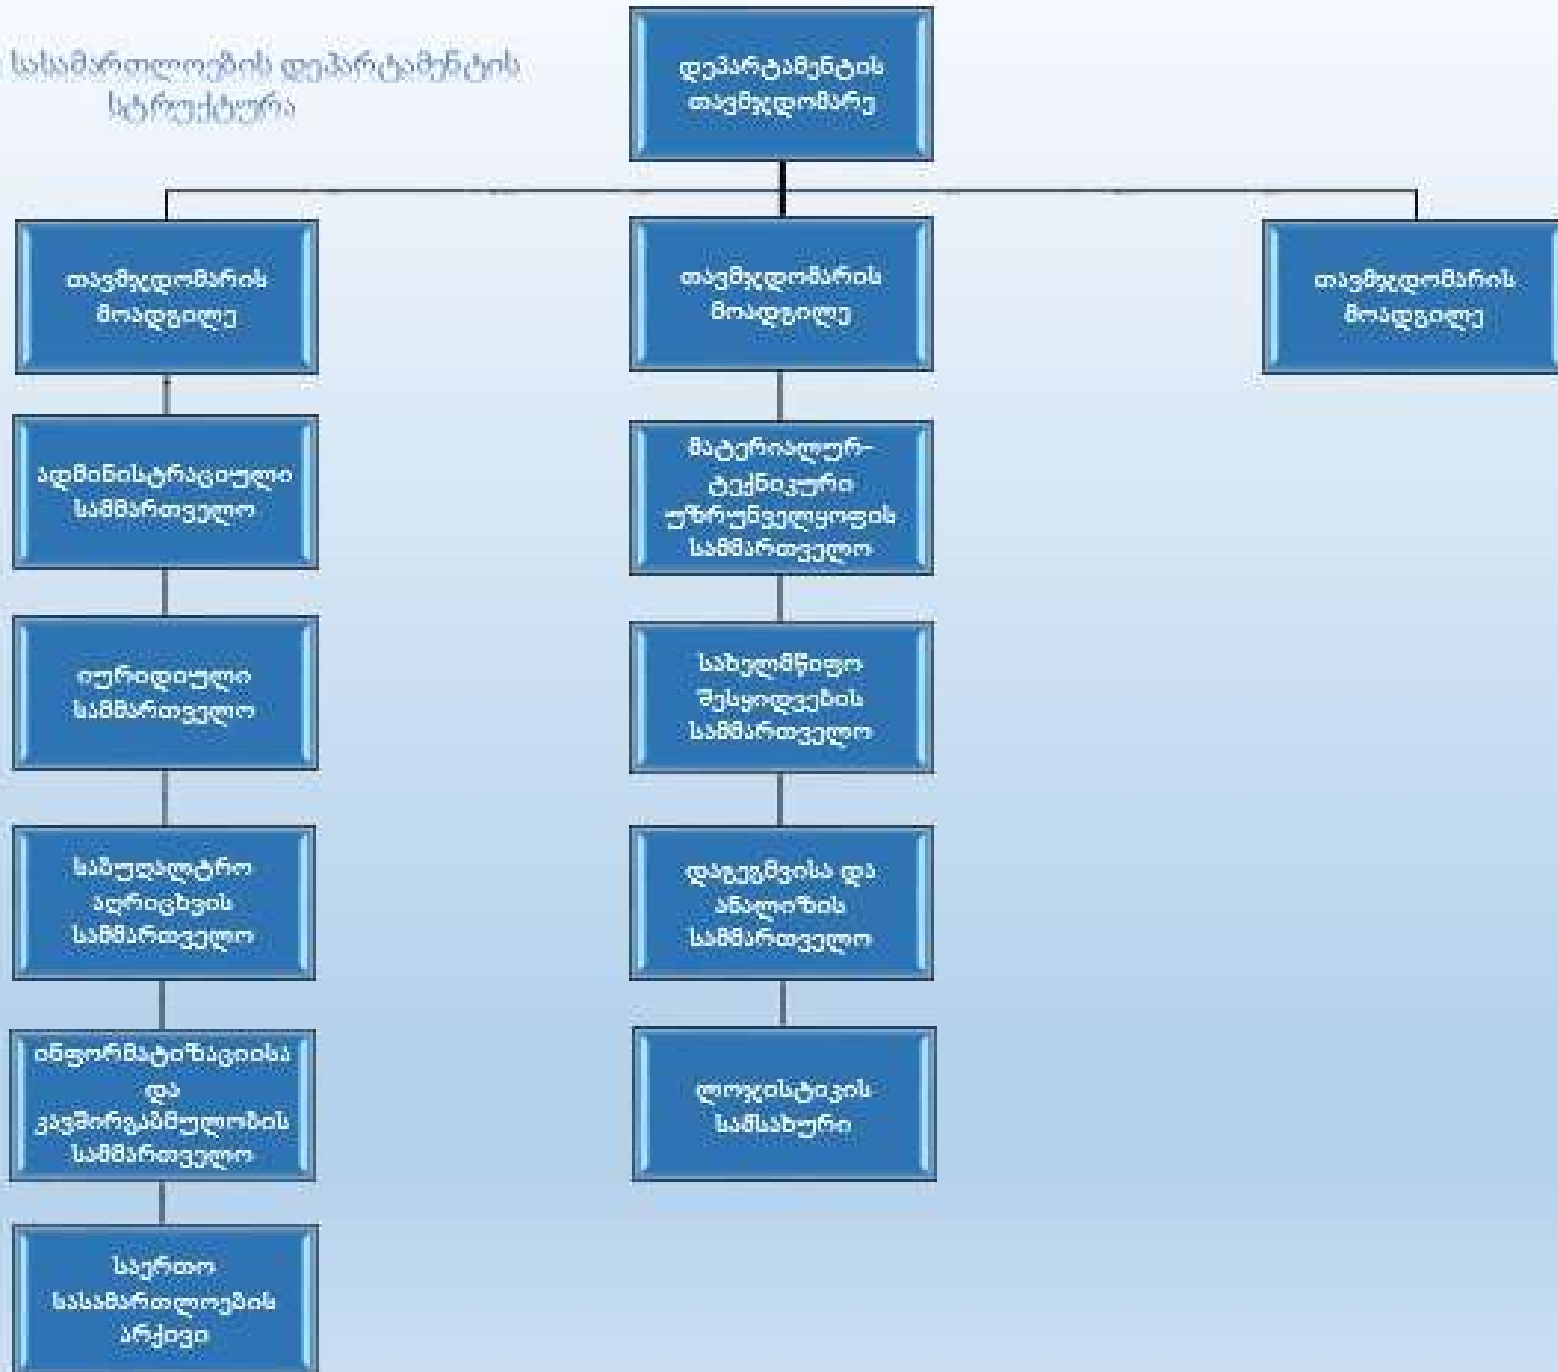 სასამართლოების დეპარტამენტის
სტრუქტურა
დეპარტამენტის
თავმჯდომარე
თავმჯდომარის
მოადგილე
თავმჯდომარის
მოადგილე
თავმჯდომარის
მოადგილე
ადმინისტრაციული
სამმართველო
იურიდიული
სამმართველო
საბუღალტრო
აღრიცხვის
სამმართველო
ინფორმატიზაციისა
და
კავშირგაბმულობის
სამმართველო
საერთო
სასამართლოების
არქივი
მატერიალურ-
ტექნიკური
უზრუნველყოფის
სამმართველო
სახელმწიფო
შესყიდვების
სამმართველო
დაგეგმვისა და
ანალიზის
სამმართველო
ლოჯისტიკის
სამსახური